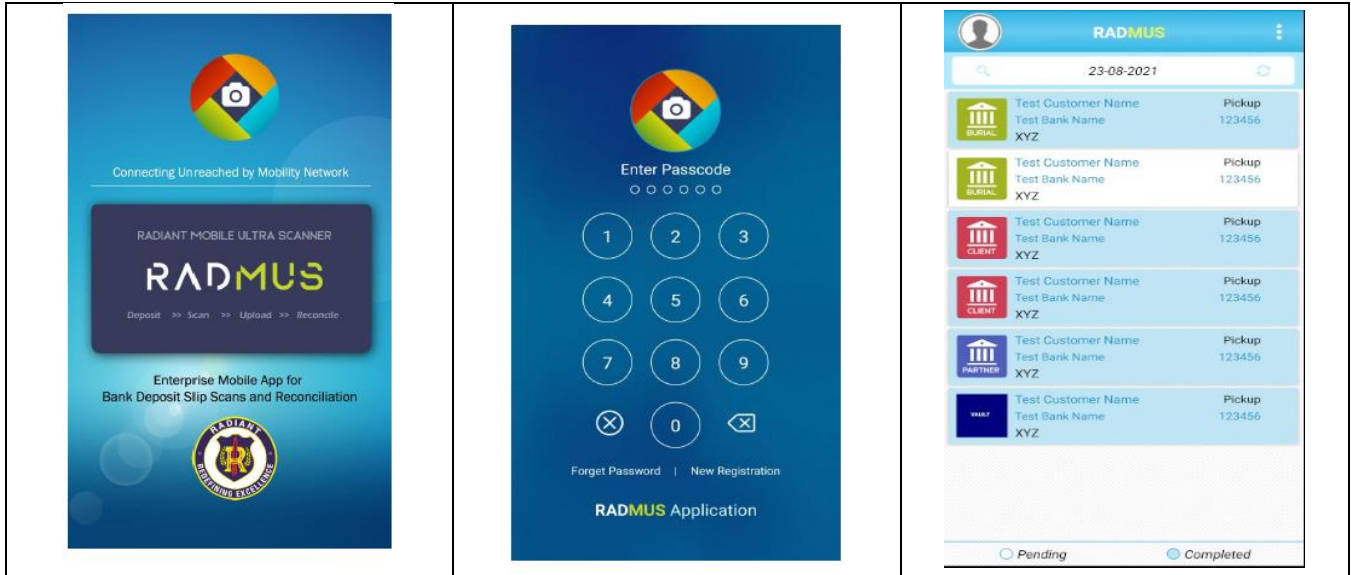 Connecting Unreached by Mobility Network
RADIANT MOBILE ULTRA SCANNER
RADMUS
Deposit >> Scan >> Upload >> Reconcile
Enterprise Mobile App for
Bank Deposit Slip Scans and Reconciliation
RADIANT
R
REDEFINING EXCELLENCE
Enter Passcode
1 2 3
4 5 6
7 8 9
0
Forget Password | New Registration
RADMUS Application
RADMUS
23-08-2021
Test Customer Name Pickup
BURIAL Test Bank Name 123456
XYZ
Test Customer Name Pickup
BURIAL Test Bank Name 123456
XYZ
Test Customer Name Pickup
CLIENT Test Bank Name 123456
XYZ
Test Customer Name Pickup
CLIENT Test Bank Name 123456
XYZ
Test Customer Name Pickup
PARTNER Test Bank Name 123456
XYZ
Test Customer Name Pickup
VAULT Test Bank Name 123456
XYZ
Pending Completed